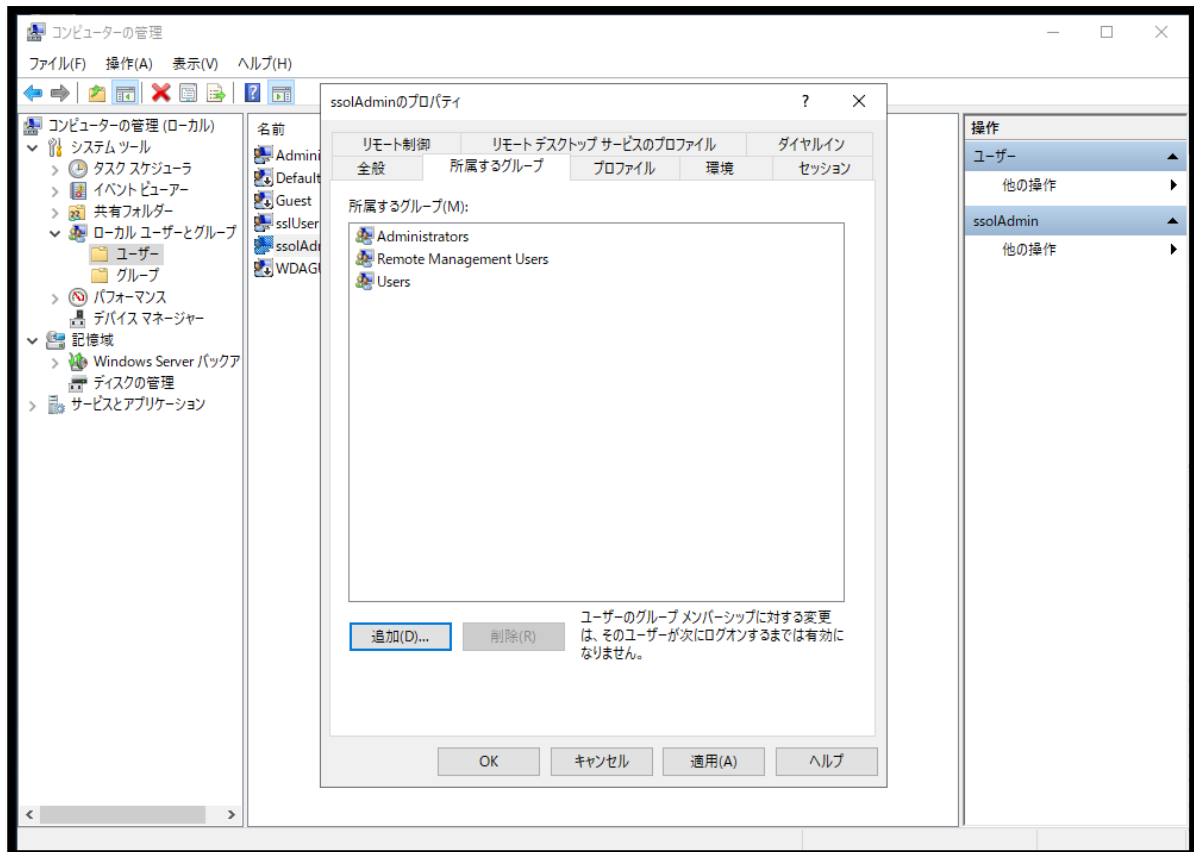 コンピューターの管理
ファイル(F) 操作(A) 表示(V) ヘルプ(H)
コンピューターの管理 (ローカル)
システム ツール
タスク スケジューラ
イベント ビューアー
共有フォルダー
ローカル ユーザーとグループ
ユーザー
グループ
パフォーマンス
デバイス マネージャー
記憶域
Windows Server バックア
ディスクの管理
サービスとアプリケーション
名前
Admini
Default
Guest
sslUser
ssolAdr
WDAGU
ssolAdminのプロパティ
リモート制御 リモート デスクトップ サービスのプロファイル ダイヤルイン
全般 所属するグループ プロファイル 環境 セッション
所属するグループ(M):
Administrators
Remote Management Users
Users
追加(D)... 削除(R)
ユーザーのグループ メンバーシップに対する変更
は、そのユーザーが次にログオンするまでは有効に
なりません。
OK キャンセル 適用(A) ヘルプ
操作
ユーザー
他の操作
ssolAdmin
他の操作